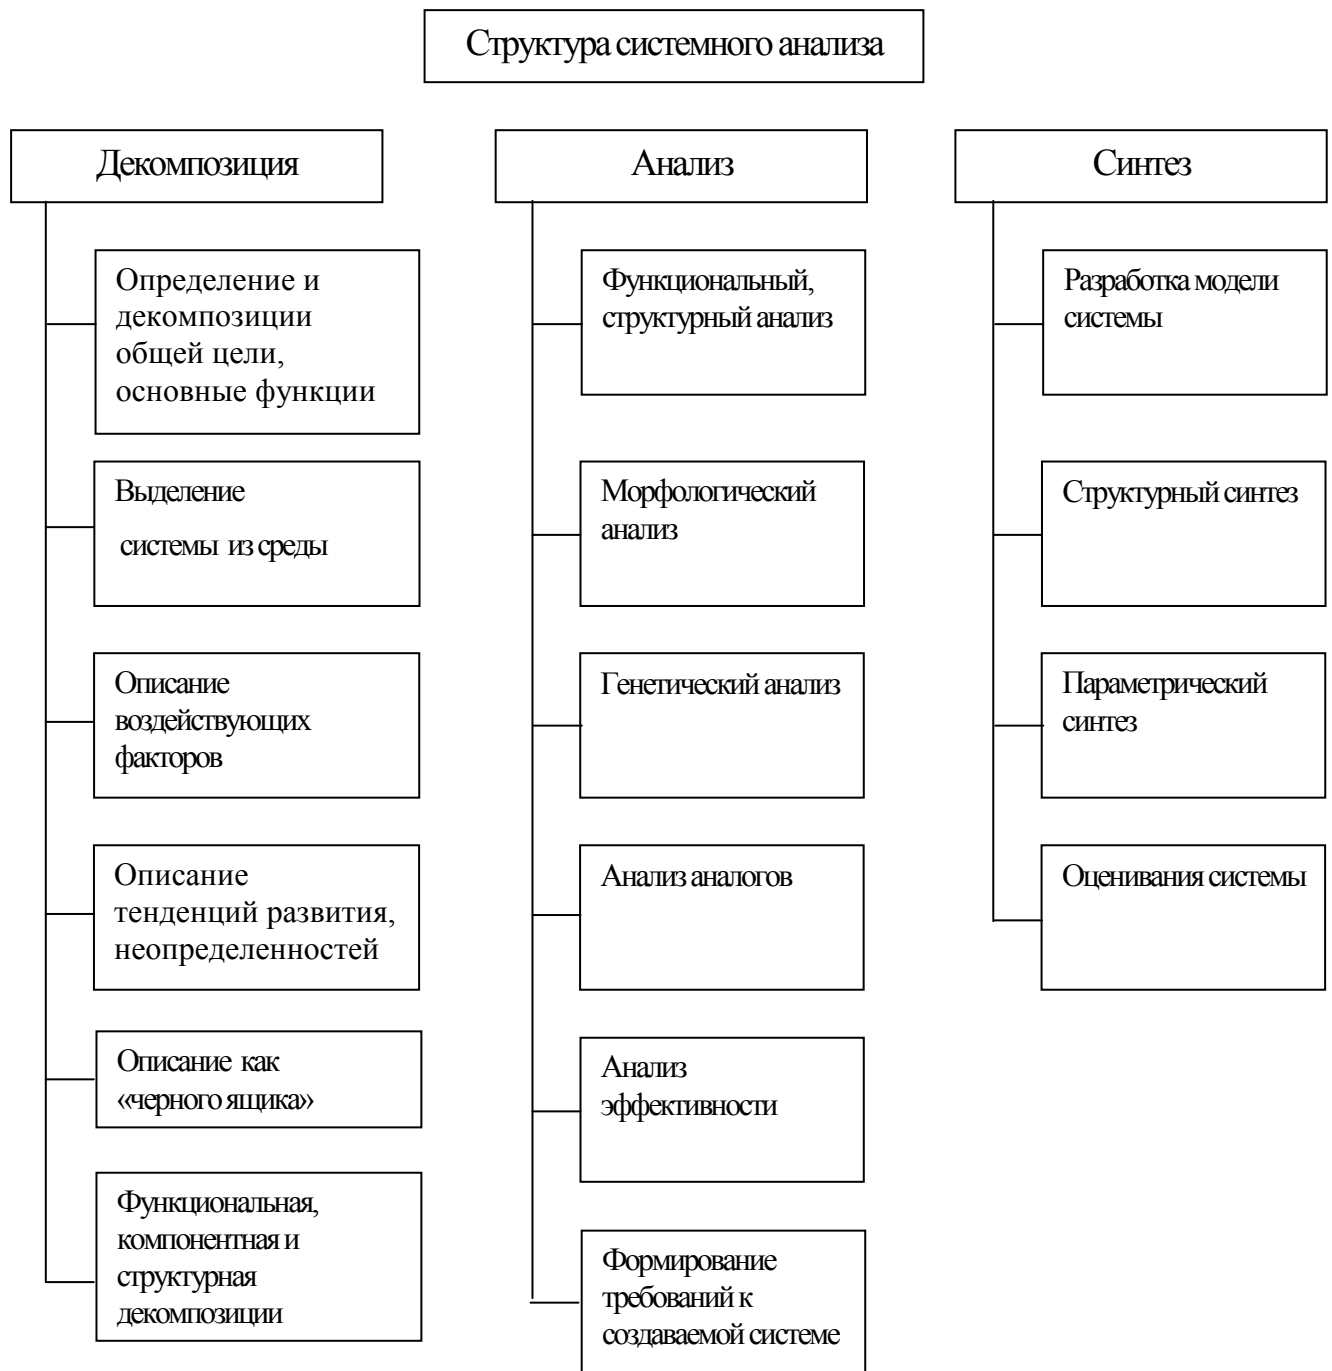 Структура системного анализа
Декомпозиция
Определение и
декомпозиции
общей цели,
основные функции
Выделение
системы из среды
Описание
воздействующих
факторов
Описание
тенденций развития,
неопределенностей
Описание как
«черного ящика»
Функциональная,
компонентная и
структурная
декомпозиции
Анализ
Функциональный,
структурный анализ
Морфологический
анализ
Генетический анализ
Анализ аналогов
Анализ
эффективности
Формирование
требований к
создаваемой системе
Синтез
Разработка модели
системы
Структурный синтез
Параметрический
синтез
Оценивания системы